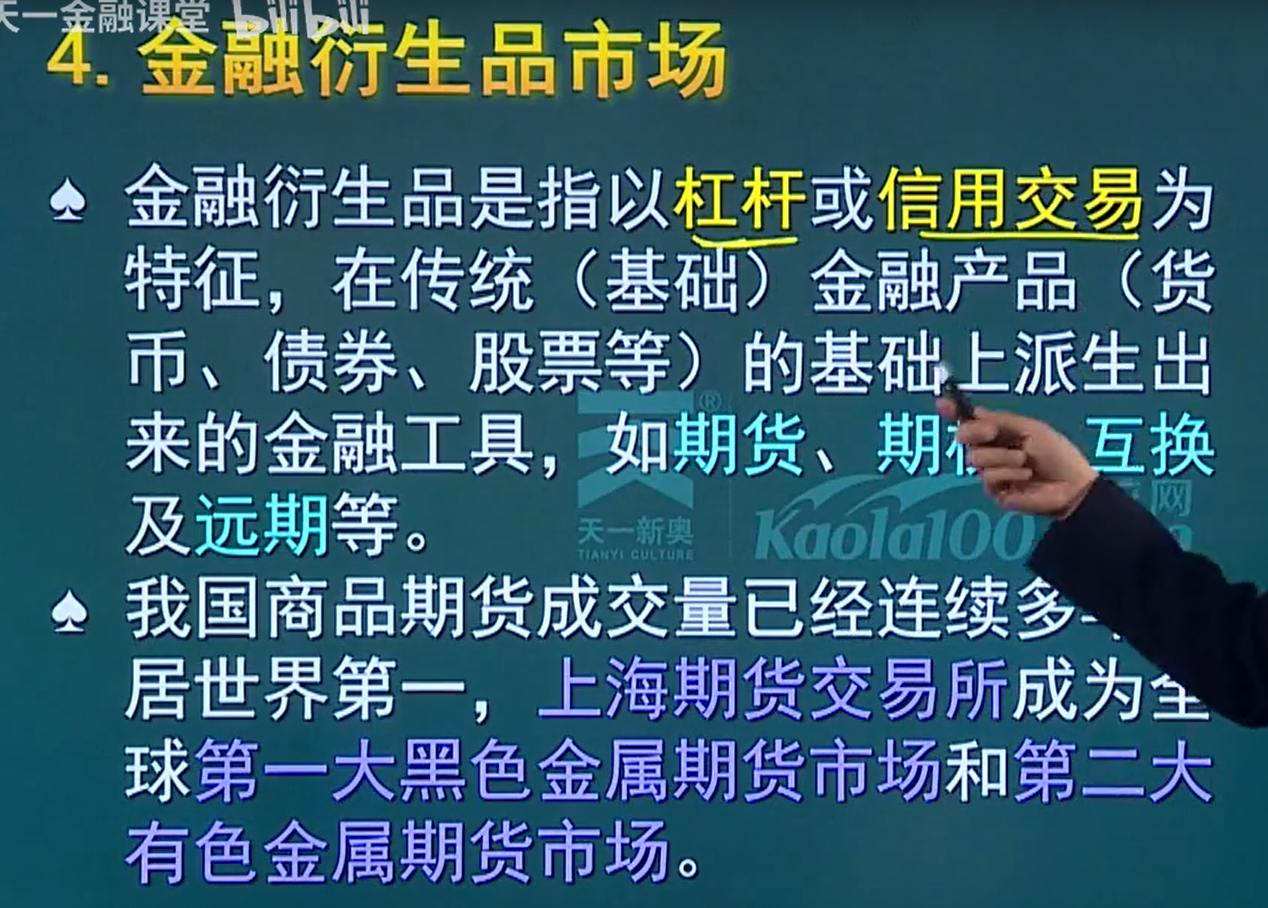 天一金融课堂 bilibili
4. 金融衍生品市场
♠ 金融衍生品是指以杠杆或信用交易为
特征，在传统（基础）金融产品（货
币、债券、股票等）的基础上派生出
来的金融工具，如期货、期 互换
及远期等。
天一新奥
TIANYI CULTURE
Kaola100
网
♠ 我国商品期货成交量已经连续多
居世界第一，上海期货交易所成为全
球第一大黑色金属期货市场和第二大
有色金属期货市场。